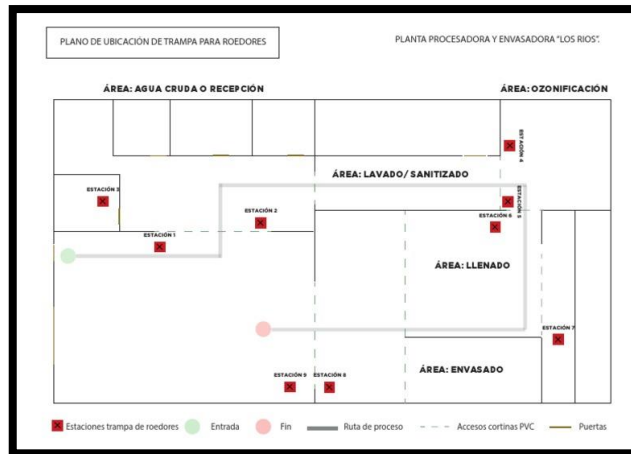 PLANO DE UBICACIÓN DE TRAMPA PARA ROEDORES
PLANTA PROCESADORA Y ENVASADORA "LOS RIOS".
ÁREA: AGUA CRUDA O RECEPCIÓN
ÁREA: OZONIFICACIÓN
ESTACIÓN 4
ÁREA: LAVADO/ SANITIZADO
ESTACIÓN 3
ESTACIÓN 5
ESTACIÓN 2
ESTACIÓN 6
ESTACIÓN 1
ÁREA: LLENADO
ESTACIÓN 7
ÁREA: ENVASADO
ESTACIÓN 9
ESTACIÓN 8
Estaciones trampa de roedores
Entrada
Fin
Ruta de proceso
Accesos cortinas PVC
Puertas